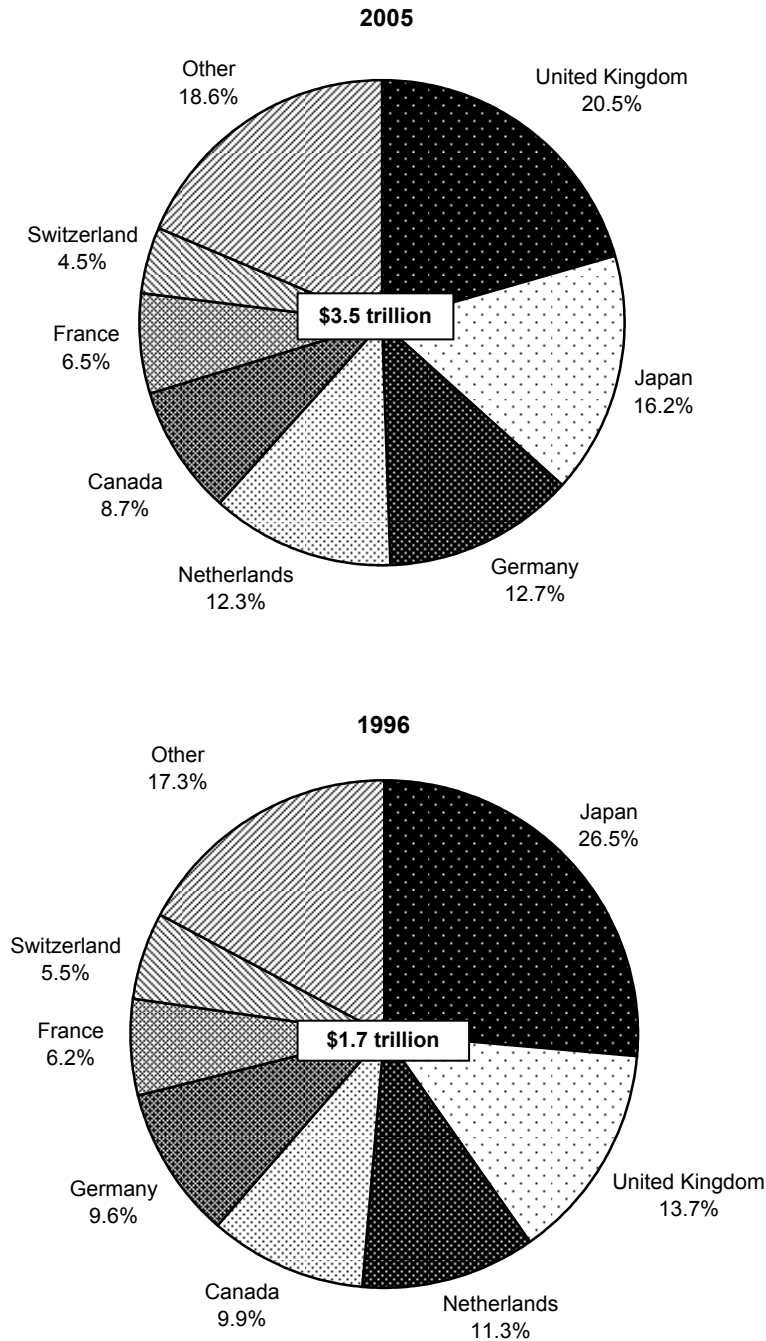 2005
Other
18.6%
United Kingdom
20.5%
Switzerland
4.5%
$3.5 trillion
France
6.5%
Japan
16.2%
Canada
8.7%
Netherlands
12.3%
Germany
12.7%
1996
Other
17.3%
Japan
26.5%
Switzerland
5.5%
France
6.2%
$1.7 trillion
Germany
9.6%
United Kingdom
13.7%
Canada
9.9%
Netherlands
11.3%